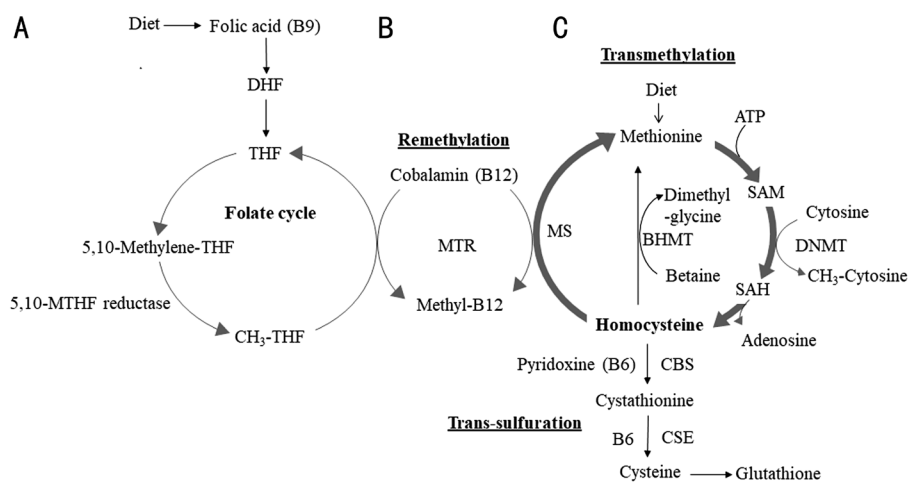 A
B
C
Diet
Folic acid (B9)
DHF
THF
Folate cycle
5,10-Methylene-THF
5,10-MTHF reductase
CH₃-THF
Remethylation
Cobalamin (B12)
MTR
Methyl-B12
MS
Transmethylation
Diet
Methionine
ATP
SAM
Dimethyl
-glycine
BHMT
Betaine
Cytosine
DNMT
CH₃-Cytosine
SAH
Adenosine
Homocysteine
Pyridoxine (B6)
CBS
Cystathionine
Trans-sulfuration
B6
CSE
Cysteine
Glutathione